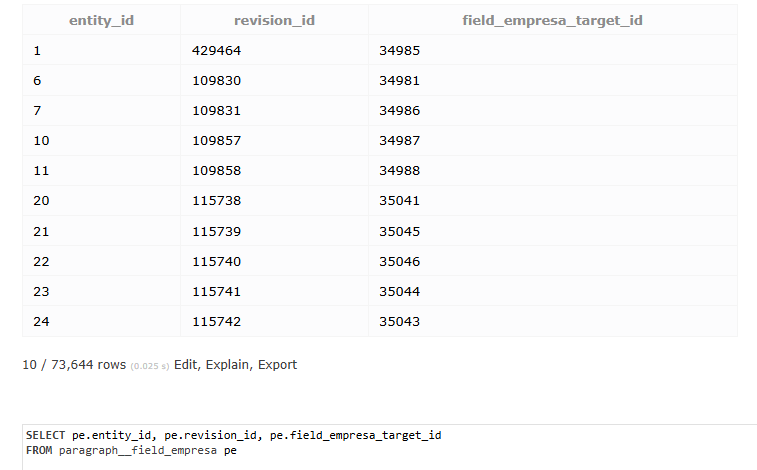 entity_id revision_id field_empresa_target_id
1 429464 34985
6 109830 34981
7 109831 34986
10 109857 34987
11 109858 34988
20 115738 35041
21 115739 35045
22 115740 35046
23 115741 35044
24 115742 35043
10 / 73,644 rows (0.025 s) Edit, Explain, Export
SELECT pe.entity_id, pe.revision_id, pe.field_empresa_target_id
FROM paragraph__field_empresa pe